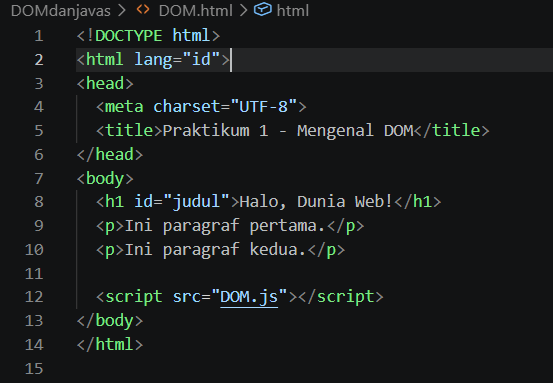 DOMdanjavas > <> DOM.html > html
1 <!DOCTYPE html>
2 <html lang="id">
3 <head>
4   <meta charset="UTF-8">
5   <title>Praktikum 1 - Mengenal DOM</title>
6 </head>
7 <body>
8   <h1 id="judul">Halo, Dunia Web!</h1>
9   <p>Ini paragraf pertama.</p>
10   <p>Ini paragraf kedua.</p>
11
12   <script src="DOM.js"></script>
13 </body>
14 </html>
15